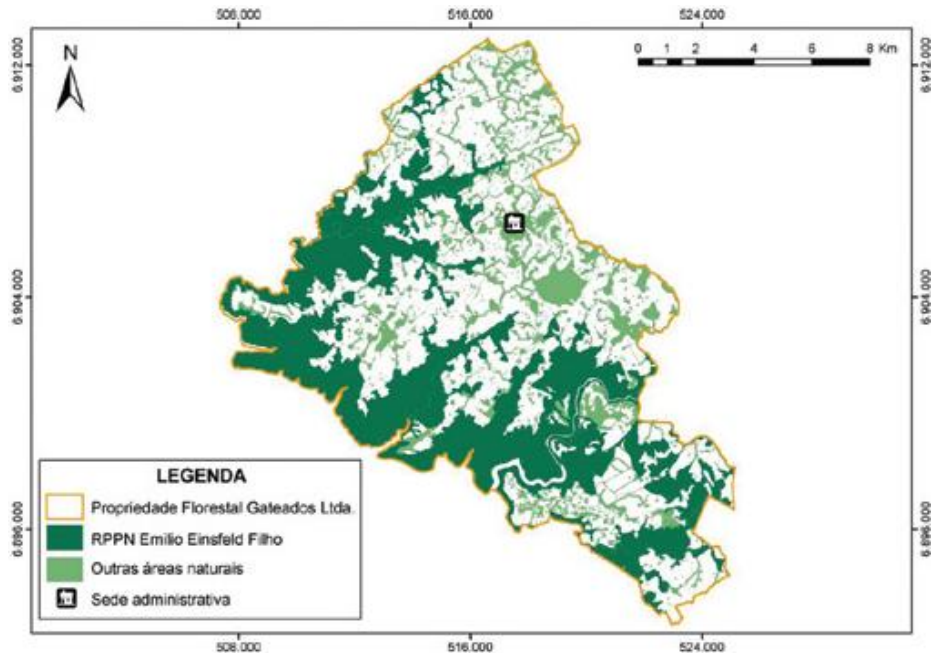 508.000 516.000 524.000
6.912.000 6.912.000
N
0 1 2 4 6 8 Km
6.904.000 6.904.000
6.896.000 6.896.000
LEGENDA
Propriedade Florestal Gateados Ltda.
RPPN Emilio Einsfeld Filho
Outras áreas naturais
Sede administrativa
508.000 516.000 524.000